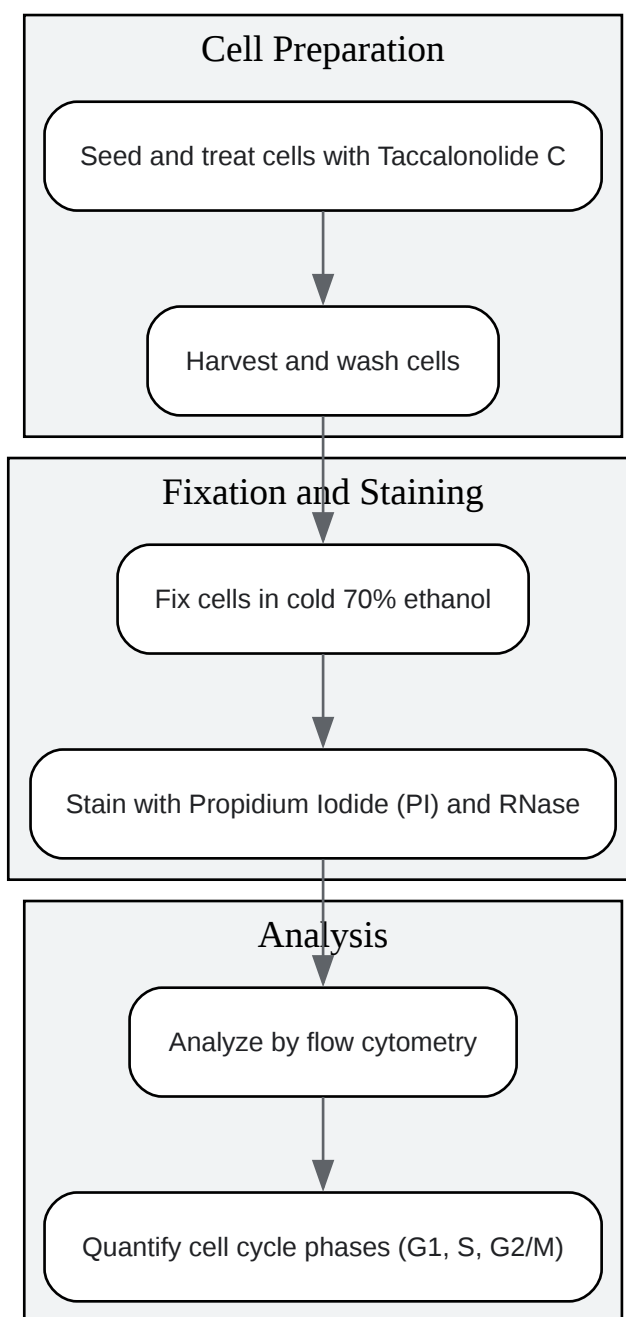 Cell Preparation
Seed and treat cells with Taccalonolide C
Harvest and wash cells
Fixation and Staining
Fix cells in cold 70% ethanol
Stain with Propidium Iodide (PI) and RNase
Analysis
Analyze by flow cytometry
Quantify cell cycle phases (G1, S, G2/M)